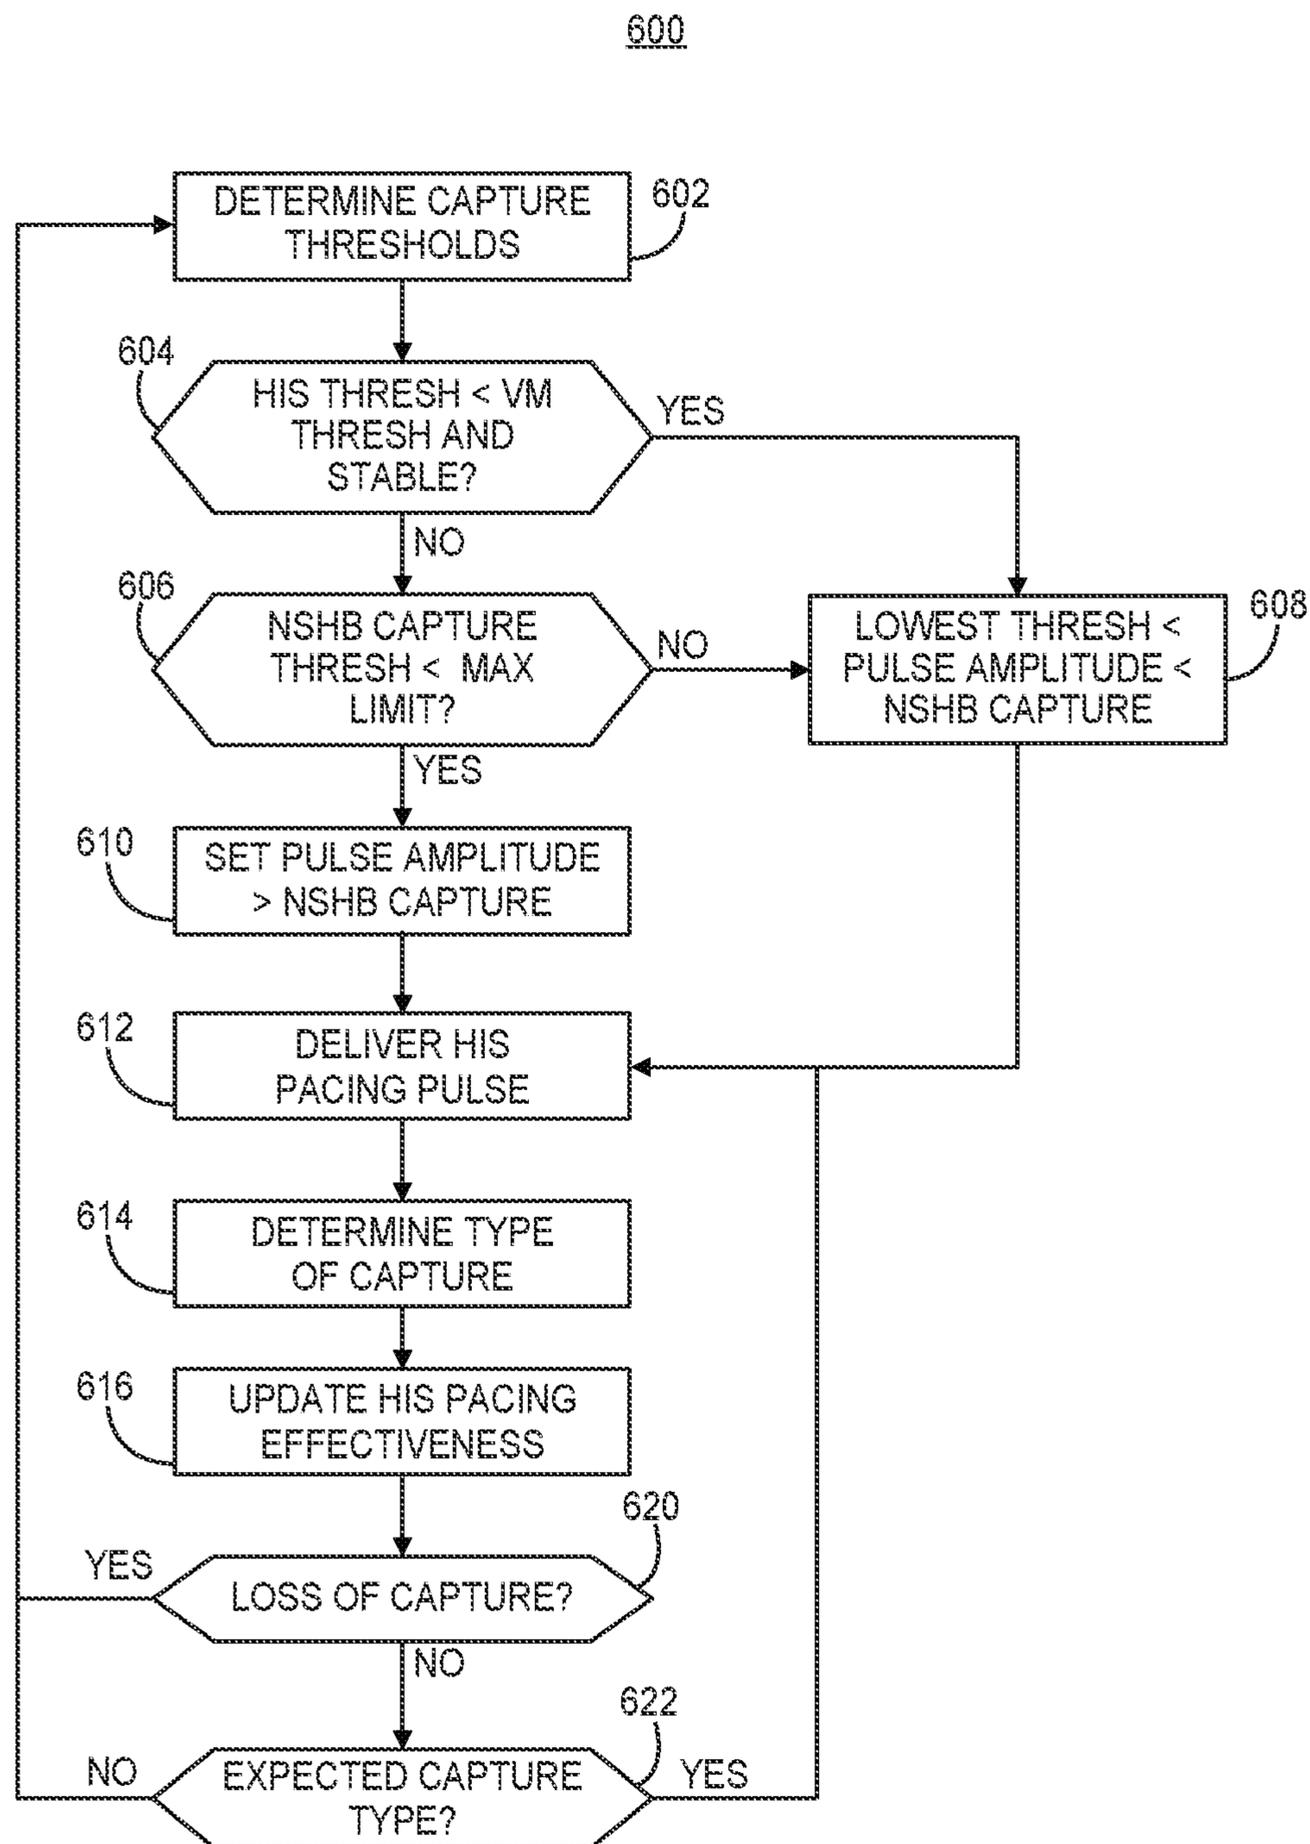 600
DETERMINE CAPTURE
THRESHOLDS
602
604
HIS THRESH < VM
THRESH AND
STABLE?
YES
NO
606
NSHB CAPTURE
THRESH < MAX
LIMIT?
NO
LOWEST THRESH <
PULSE AMPLITUDE <
NSHB CAPTURE
608
YES
610
SET PULSE AMPLITUDE
> NSHB CAPTURE
612
DELIVER HIS
PACING PULSE
614
DETERMINE TYPE
OF CAPTURE
616
UPDATE HIS PACING
EFFECTIVENESS
620
YES
LOSS OF CAPTURE?
NO
622
NO
EXPECTED CAPTURE
TYPE?
YES